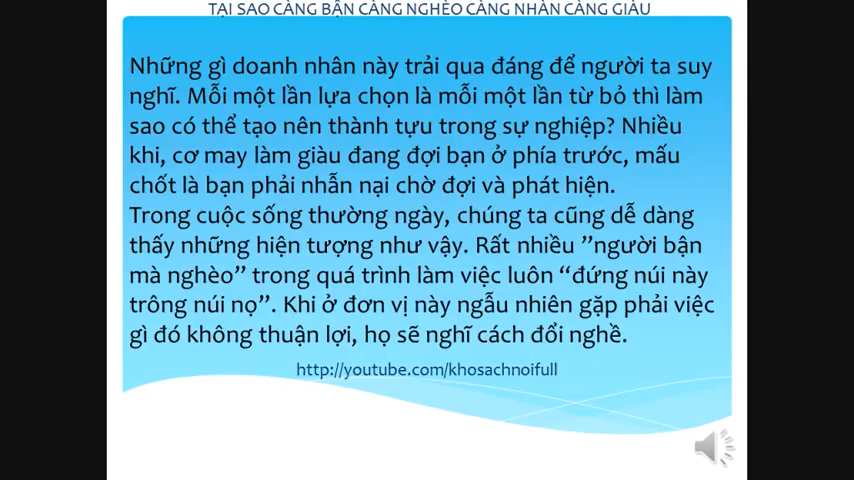 TẠI SAO CÀNG BẬN CÀNG NGHÈO CÀNG NHÀN CÀNG GIÀU
Những gì doanh nhân này trải qua đáng để người ta suy
nghĩ. Mỗi một lần lựa chọn là mỗi một lần từ bỏ thì làm
sao có thể tạo nên thành tựu trong sự nghiệp? Nhiều
khi, cơ may làm giàu đang đợi bạn ở phía trước, mấu
chốt là bạn phải nhẫn nại chờ đợi và phát hiện.
Trong cuộc sống thường ngày, chúng ta cũng dễ dàng
thấy những hiện tượng như vậy. Rất nhiều ”người bận
mà nghèo” trong quá trình làm việc luôn “đứng núi này
trông núi nọ”. Khi ở đơn vị này ngẫu nhiên gặp phải việc
gì đó không thuận lợi, họ sẽ nghĩ cách đổi nghề.
http://youtube.com/khosachnoifull